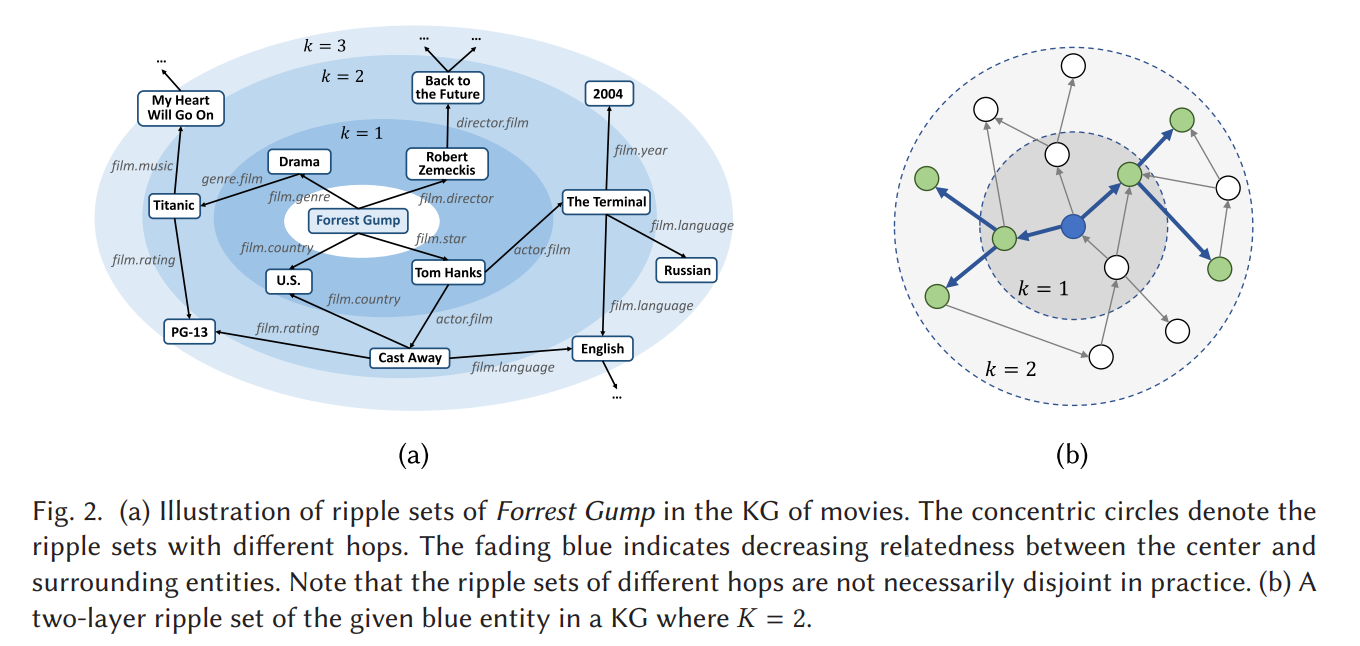 k = 3
...
...
...
k = 2
My Heart
Will Go On
Back to
the Future
2004
k = 1
director.film
film.music
Drama
Robert
Zemeckis
film.year
genre.film
film.genre
film.director
Titanic
Forrest Gump
The Terminal
film.language
film.country
film.star
actor.film
film.rating
U.S.
Tom Hanks
Russian
film.country
film.language
actor.film
PG-13
film.rating
Cast Away
English
film.language
...
(a)
k = 1
k = 2
(b)
Fig. 2. (a) Illustration of ripple sets of Forrest Gump in the KG of movies. The concentric circles denote the
ripple sets with different hops. The fading blue indicates decreasing relatedness between the center and
surrounding entities. Note that the ripple sets of different hops are not necessarily disjoint in practice. (b) A
two-layer ripple set of the given blue entity in a KG where K = 2.